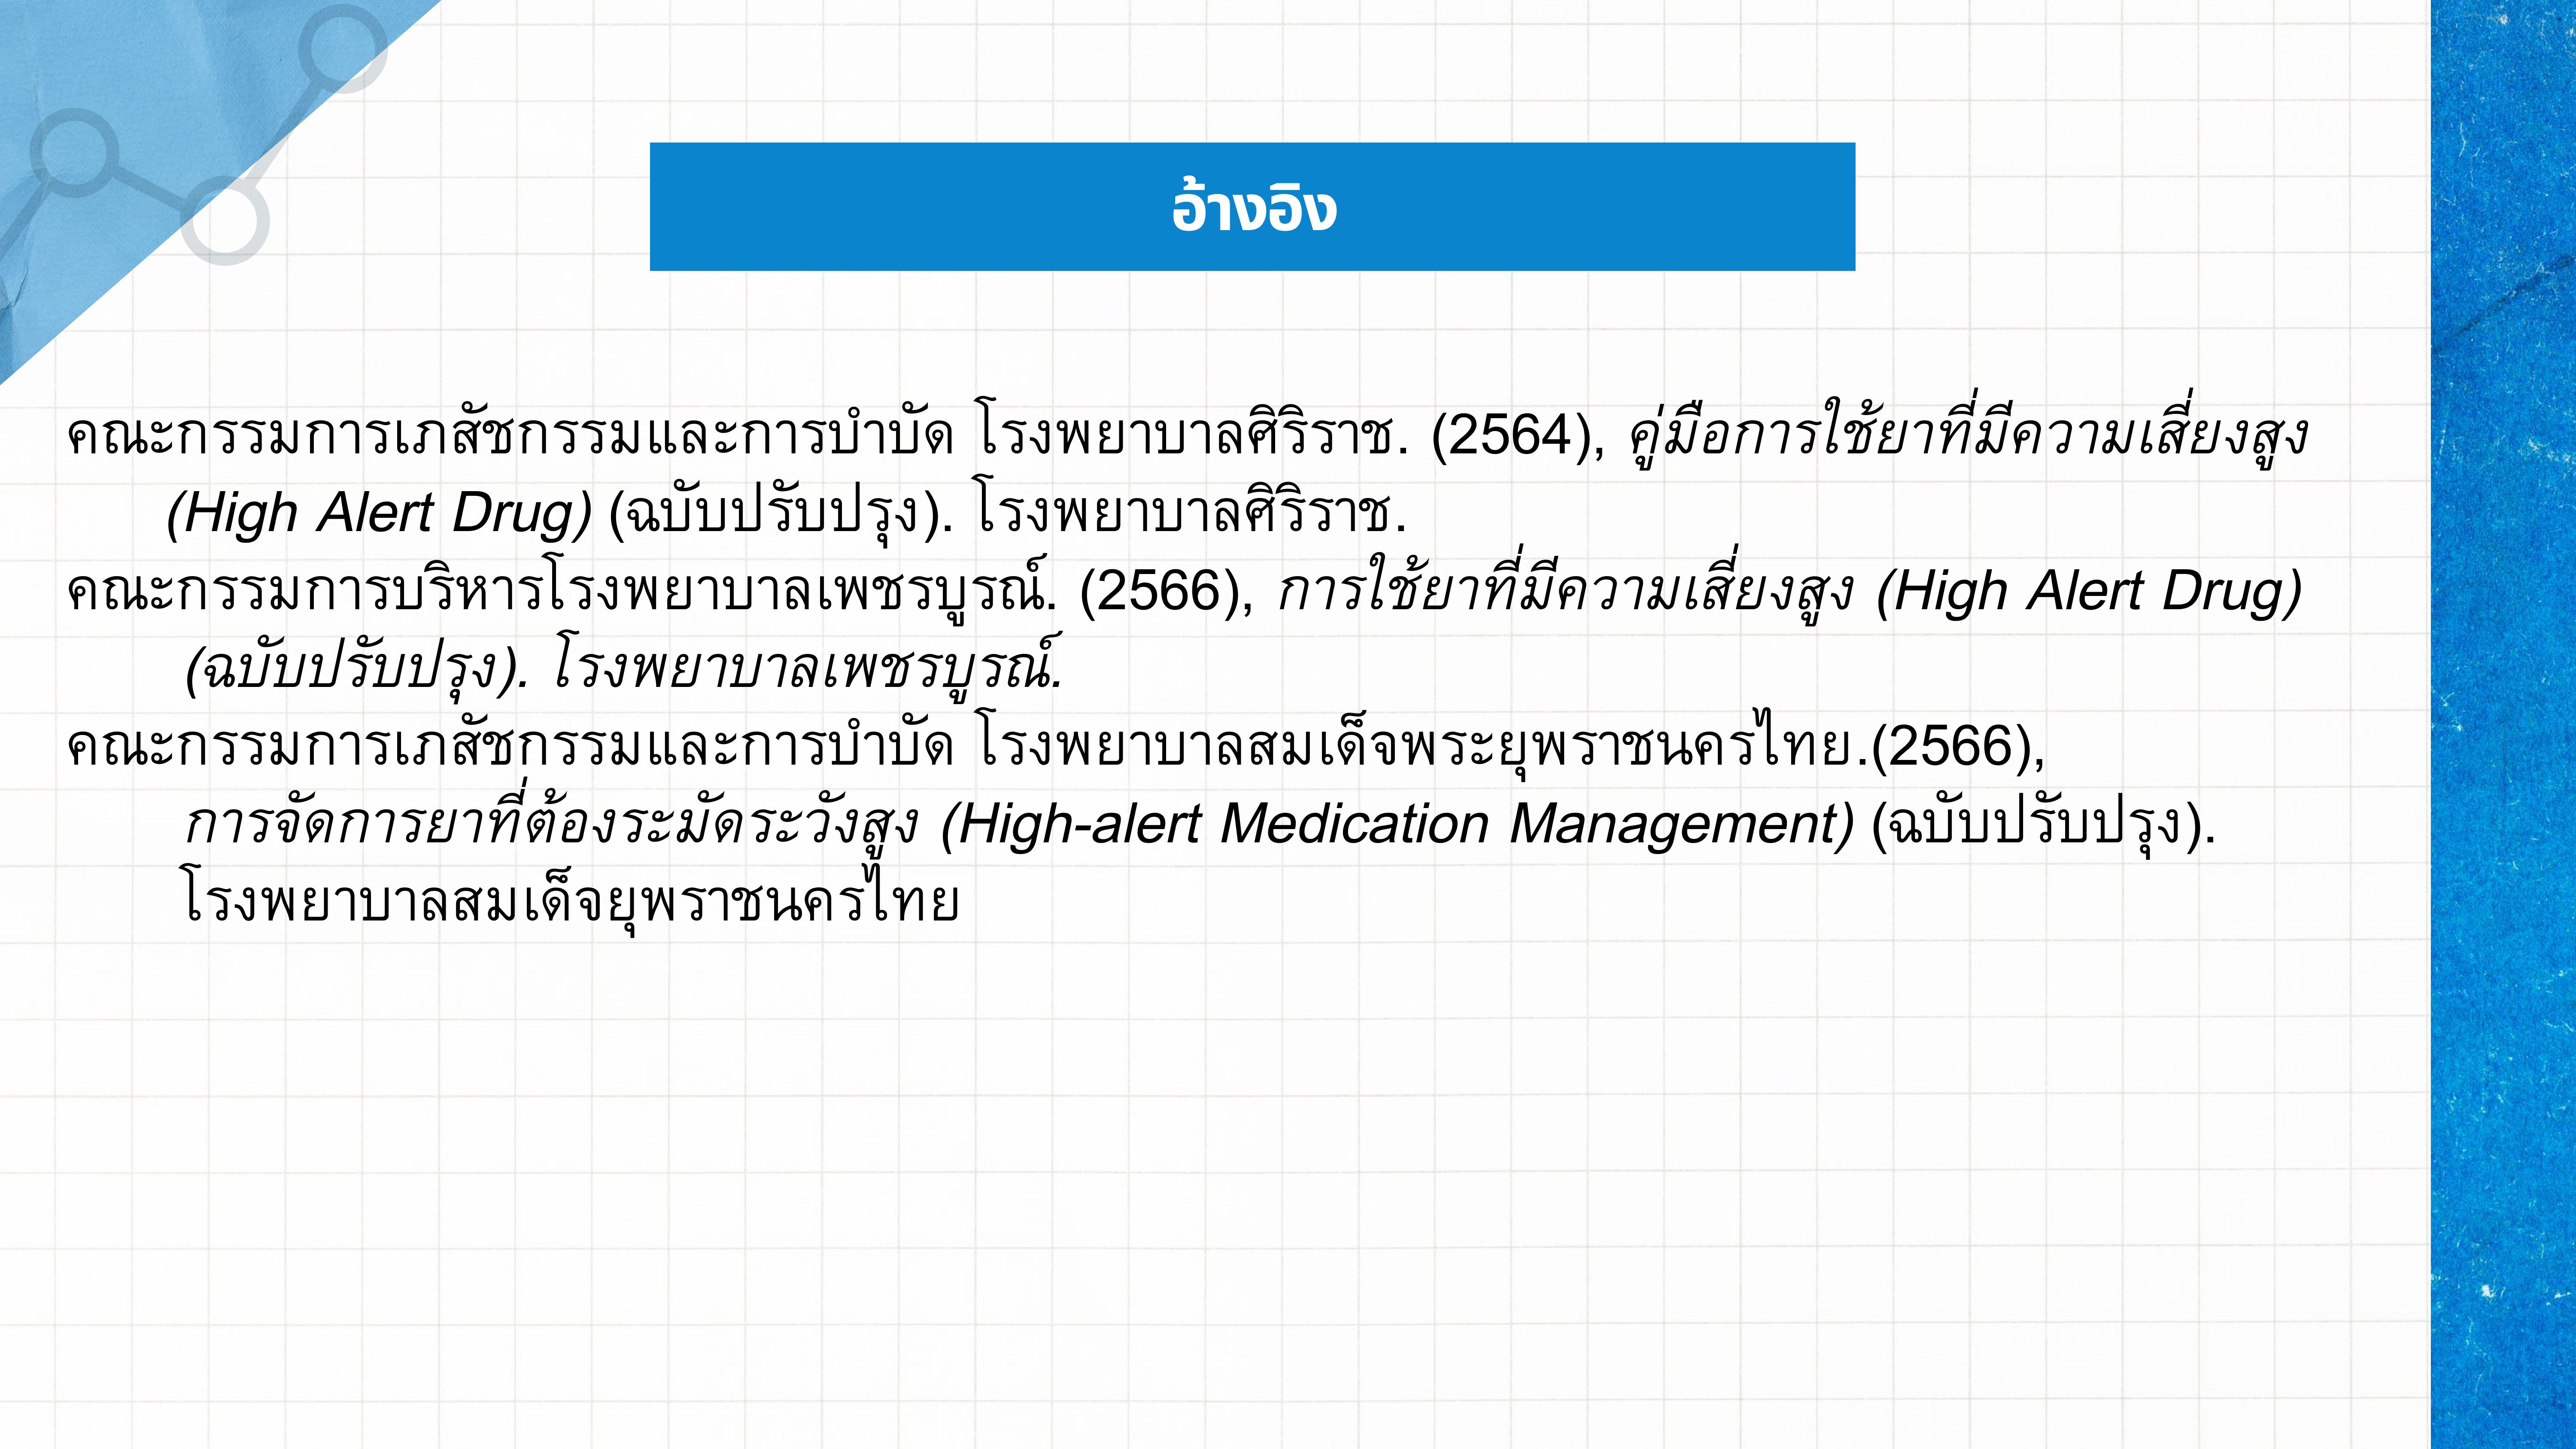 อ้างอิง
คณะกรรมการเภสัชกรรมและการบำบัด โรงพยาบาลศิริราช. (2564), คู่มือการใช้ยาที่มีความเสี่ยงสูง
(High Alert Drug) (ฉบับปรับปรุง). โรงพยาบาลศิริราช.
คณะกรรมการบริหารโรงพยาบาลเพชรบูรณ์. (2566), การใช้ยาที่มีความเสี่ยงสูง (High Alert Drug)
(ฉบับปรับปรุง). โรงพยาบาลเพชรบูรณ์.
คณะกรรมการเภสัชกรรมและการบำบัด โรงพยาบาลสมเด็จพระยุพราชนครไทย.(2566),
การจัดการยาที่ต้องระมัดระวังสูง (High-alert Medication Management) (ฉบับปรับปรุง).
โรงพยาบาลสมเด็จยุพราชนครไทย